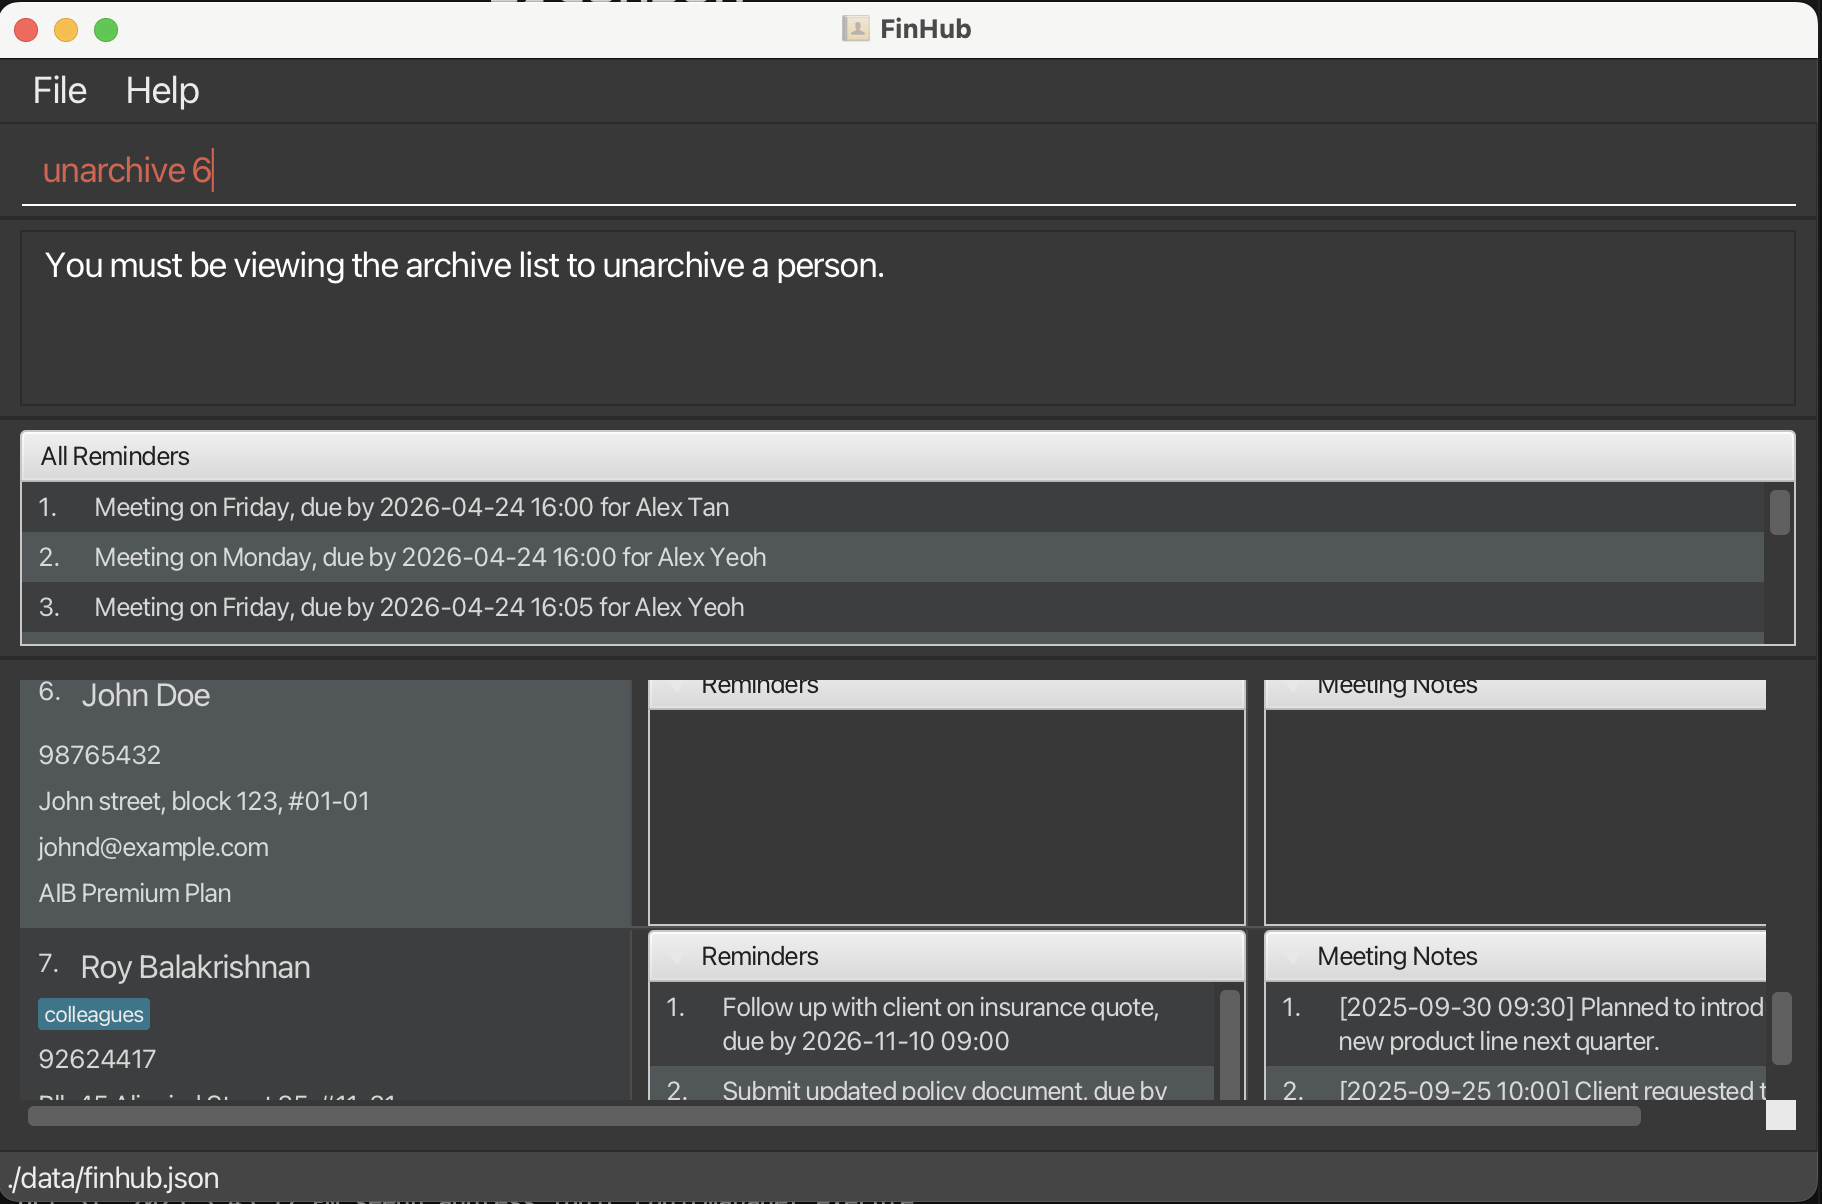 FinHub
File Help
unarchive 6
You must be viewing the archive list to unarchive a person.
All Reminders
1. Meeting on Friday, due by 2026-04-24 16:00 for Alex Tan
2. Meeting on Monday, due by 2026-04-24 16:00 for Alex Yeoh
3. Meeting on Friday, due by 2026-04-24 16:05 for Alex Yeoh
6. John Doe
98765432
John street, block 123, #01-01
johnd@example.com
AIB Premium Plan
Reminders
Meeting Notes
7. Roy Balakrishnan
colleagues
92624417
Reminders
1. Follow up with client on insurance quote,
due by 2026-11-10 09:00
2. Submit updated policy document, due by
Meeting Notes
1. [2025-09-30 09:30] Planned to introd
new product line next quarter.
2. [2025-09-25 10:00] Client requested t
./data/finhub.json